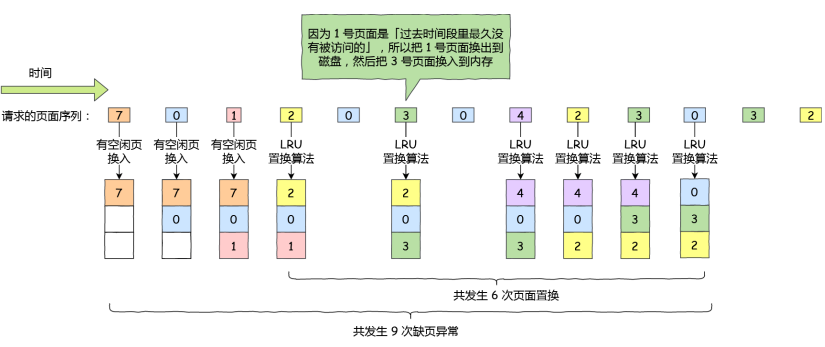 因为 1 号页面是「过去时间段里最久没
有被访问的」，所以把 1 号页面换出到
磁盘，然后把 3 号页面换入到内存
时间
请求的页面序列： 7 0 1 2 0 3 0 4 2 3 0 3 2
有空闲页 有空闲页 有空闲页 LRU LRU LRU LRU LRU LRU
换入 换入 换入 置换算法 置换算法 置换算法 置换算法 置换算法 置换算法
7 7 7 2 2 4 4 4 0
0 0 0 0 0 0 3 3
1 1 3 3 2 2 2
共发生 6 次页面置换
共发生 9 次缺页异常